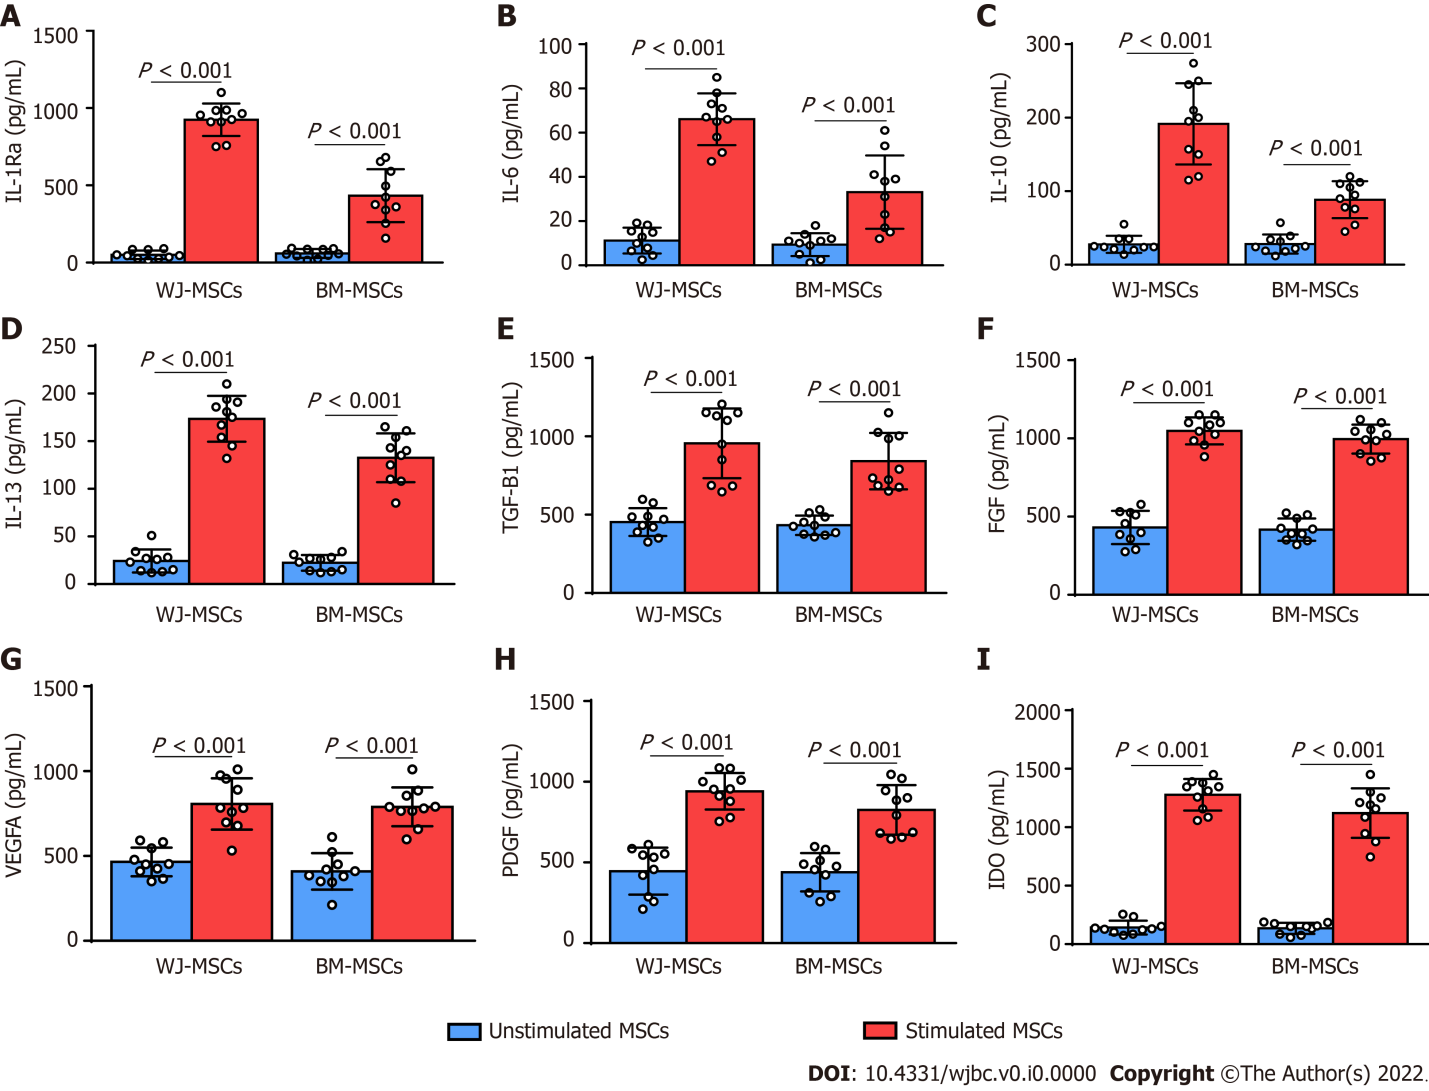 A
IL-1Ra (pg/mL)
1500
1000
500
0
P < 0.001
P < 0.001
WJ-MSCs
BM-MSCs
B
IL-6 (pg/mL)
100
80
60
40
20
0
P < 0.001
P < 0.001
WJ-MSCs
BM-MSCs
C
IL-10 (pg/mL)
300
200
100
0
P < 0.001
P < 0.001
WJ-MSCs
BM-MSCs
D
IL-13 (pg/mL)
250
200
150
100
50
0
P < 0.001
P < 0.001
WJ-MSCs
BM-MSCs
E
TGF-B1 (pg/mL)
1500
1000
500
0
P < 0.001
P < 0.001
WJ-MSCs
BM-MSCs
F
FGF (pg/mL)
1500
1000
500
0
P < 0.001
P < 0.001
WJ-MSCs
BM-MSCs
G
VEGFA (pg/mL)
1500
1000
500
0
P < 0.001
P < 0.001
WJ-MSCs
BM-MSCs
H
PDGF (pg/mL)
1500
1000
500
0
P < 0.001
P < 0.001
WJ-MSCs
BM-MSCs
I
IDO (pg/mL)
2000
1500
1000
500
0
P < 0.001
P < 0.001
WJ-MSCs
BM-MSCs
Unstimulated MSCs
Stimulated MSCs
DOI: 10.4331/wjbc.v0.i0.0000 Copyright ©The Author(s) 2022.